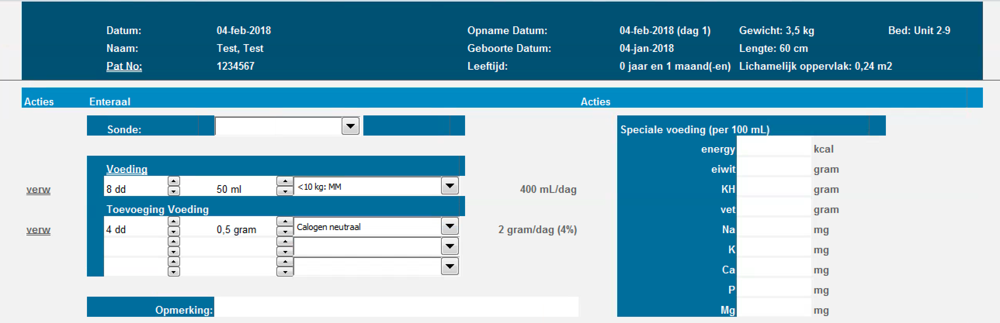 Datum: 04-feb-2018 Opname Datum: 04-feb-2018 (dag 1) Gewicht: 3,5 kg Bed: Unit 2-9
Naam: Test, Test Geboorte Datum: 04-jan-2018 Lengte: 60 cm
Pat No: 1234567 Leeftijd: 0 jaar en 1 maand(-en) Lichamelijk oppervlak: 0,24 m2
Acties Enteraal Acties
Sonde: Speciale voeding (per 100 mL)
energy kcal
Voeding eiwit gram
verw 8 dd 50 ml <10 kg: MM 400 mL/dag KH gram
Toevoeging Voeding vet gram
verw 4 dd 0,5 gram Calogen neutraal 2 gram/dag (4%) Na mg
K mg
Ca mg
P mg
Opmerking: Mg mg